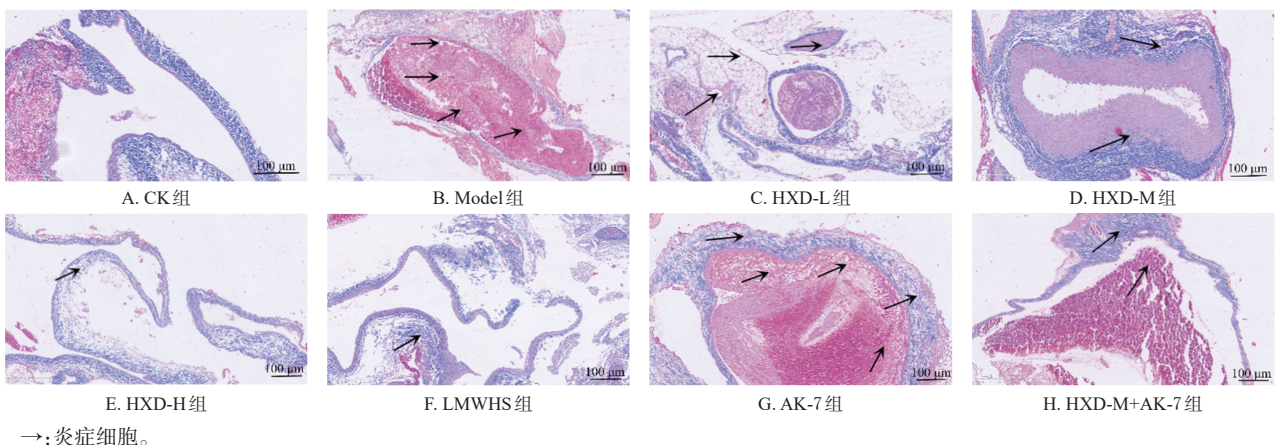 100 μm
100 μm
100 μm
100 μm
A. CK组
B. Model组
C. HXD-L组
D. HXD-M组
100 μm
100 μm
100 μm
100 μm
E. HXD-H组
F. LMWHS组
G. AK-7组
H. HXD-M+AK-7组
→:炎症细胞。